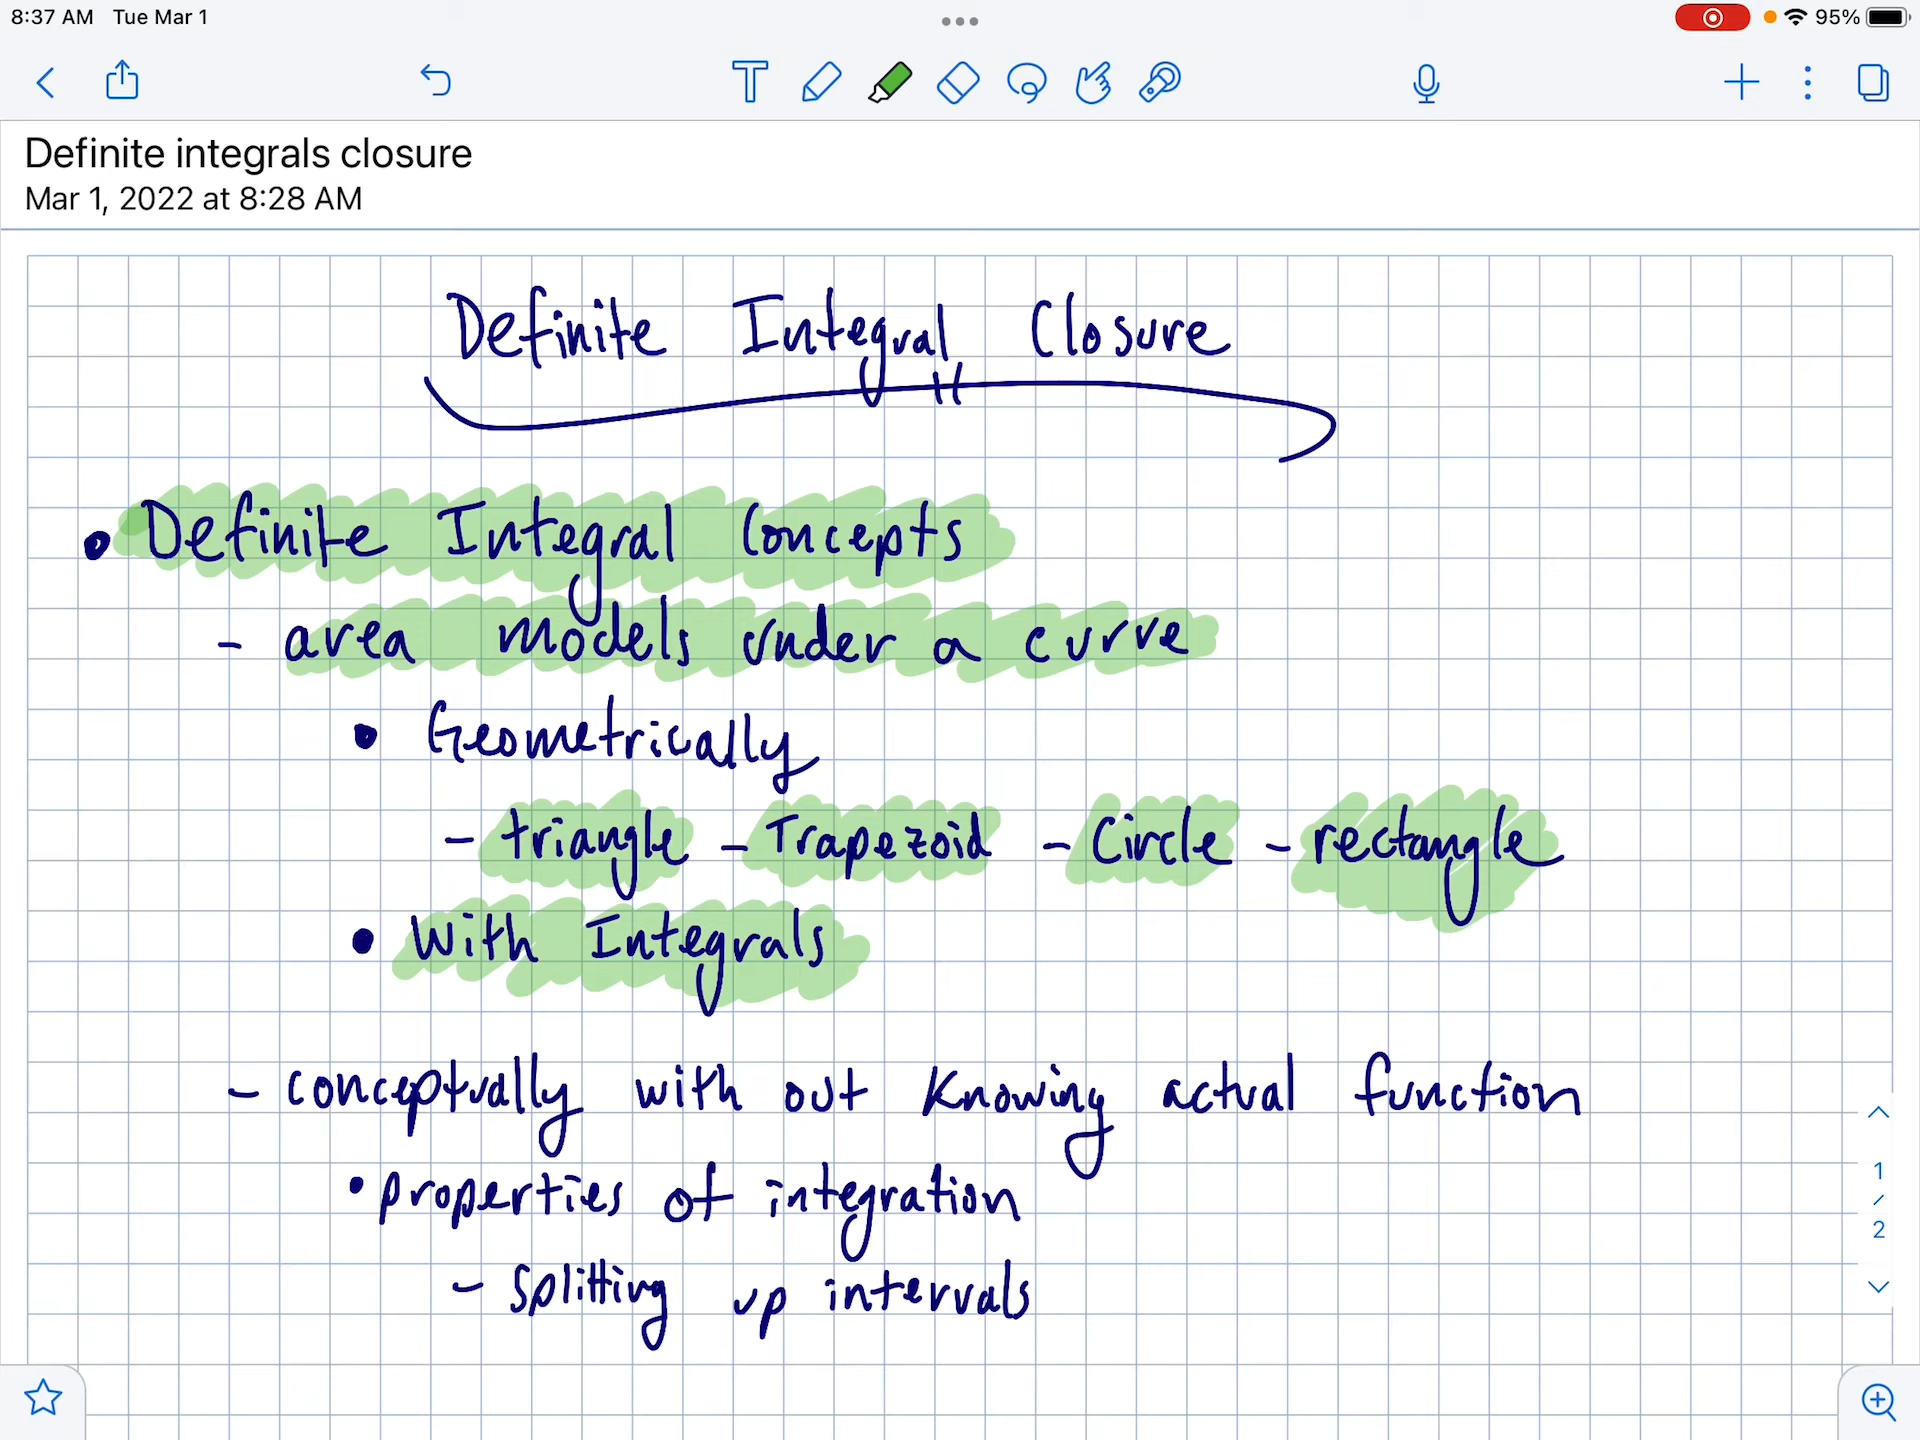 8:37 AM Tue Mar 1
95%
Definite integrals closure
Mar 1, 2022 at 8:28 AM
Definite Integral Closure
• Definite Integral Concepts
- area models under a curve
• Geometrically
- triangle - Trapezoid - Circle - rectangle
• With Integrals
- conceptually with out knowing actual function
• properties of integration
- splitting up intervals
1
/
2